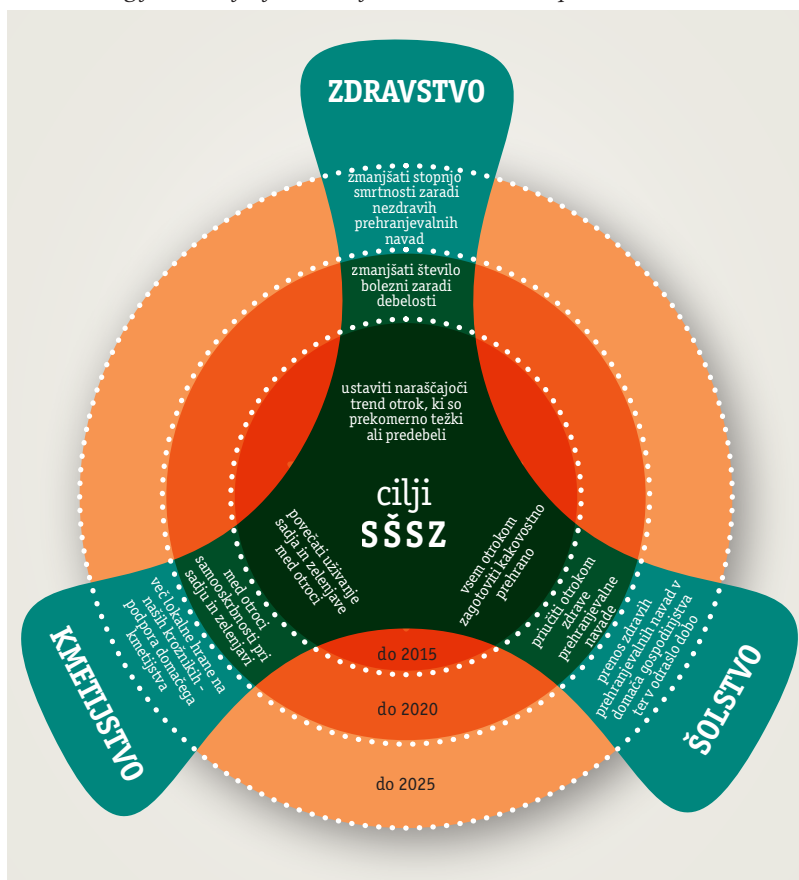 ZDRAVSTVO
zmanjšati stopnjo
smrtnosti zaradi
nezdravih
prehranjevalnih
navad
zmanjšati število
bolezni zaradi
debelosti
ustaviti naraščajoči
trend otrok, ki so
prekomerno težki
ali predebeli
cilji
SŠSZ
povečati uživanje
sadja in zelenjave
med otroci
med otroci
samooskrbnosti pri
sadju in zelenjavi
več lokalne hrane na
naših krožnikih –
podpora domačega
kmetijstva
KMETIJSTVO
vsem otrokom
zagotoviti kakovostno
prehrano
priučiti otrokom
zdrave
prehranjevalne
navade
prenos zdravih
prehranjevalnih navad v
domača gospodinjstva
ter v odraslo dobo
ŠOLSTVO
do 2015
do 2020
do 2025